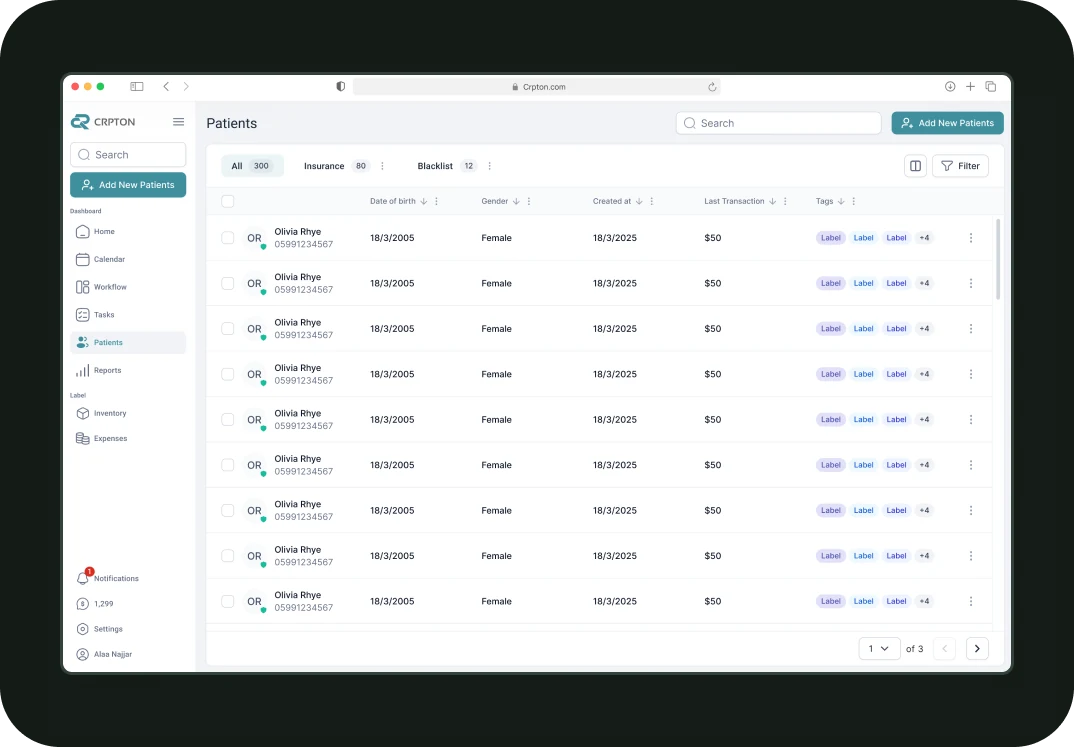 Crpton.com
CRPTON
Search
Add New Patients
Dashboard
Home
Calendar
Workflow
Tasks
Patients
Reports
Label
Inventory
Expenses
1
Notifications
1,299
Settings
Alaa Najjar
Patients
Search
Add New Patients
All 300 Insurance 80 Blacklist 12
Filter
Date of birth Gender Created at Last Transaction Tags
OR Olivia Rhye 18/3/2005 Female 18/3/2025 $50 Label Label Label +4
05991234567
OR Olivia Rhye 18/3/2005 Female 18/3/2025 $50 Label Label Label +4
05991234567
OR Olivia Rhye 18/3/2005 Female 18/3/2025 $50 Label Label Label +4
05991234567
OR Olivia Rhye 18/3/2005 Female 18/3/2025 $50 Label Label Label +4
05991234567
OR Olivia Rhye 18/3/2005 Female 18/3/2025 $50 Label Label Label +4
05991234567
OR Olivia Rhye 18/3/2005 Female 18/3/2025 $50 Label Label Label +4
05991234567
OR Olivia Rhye 18/3/2005 Female 18/3/2025 $50 Label Label Label +4
05991234567
OR Olivia Rhye 18/3/2005 Female 18/3/2025 $50 Label Label Label +4
05991234567
OR Olivia Rhye 18/3/2005 Female 18/3/2025 $50 Label Label Label +4
05991234567
1 of 3